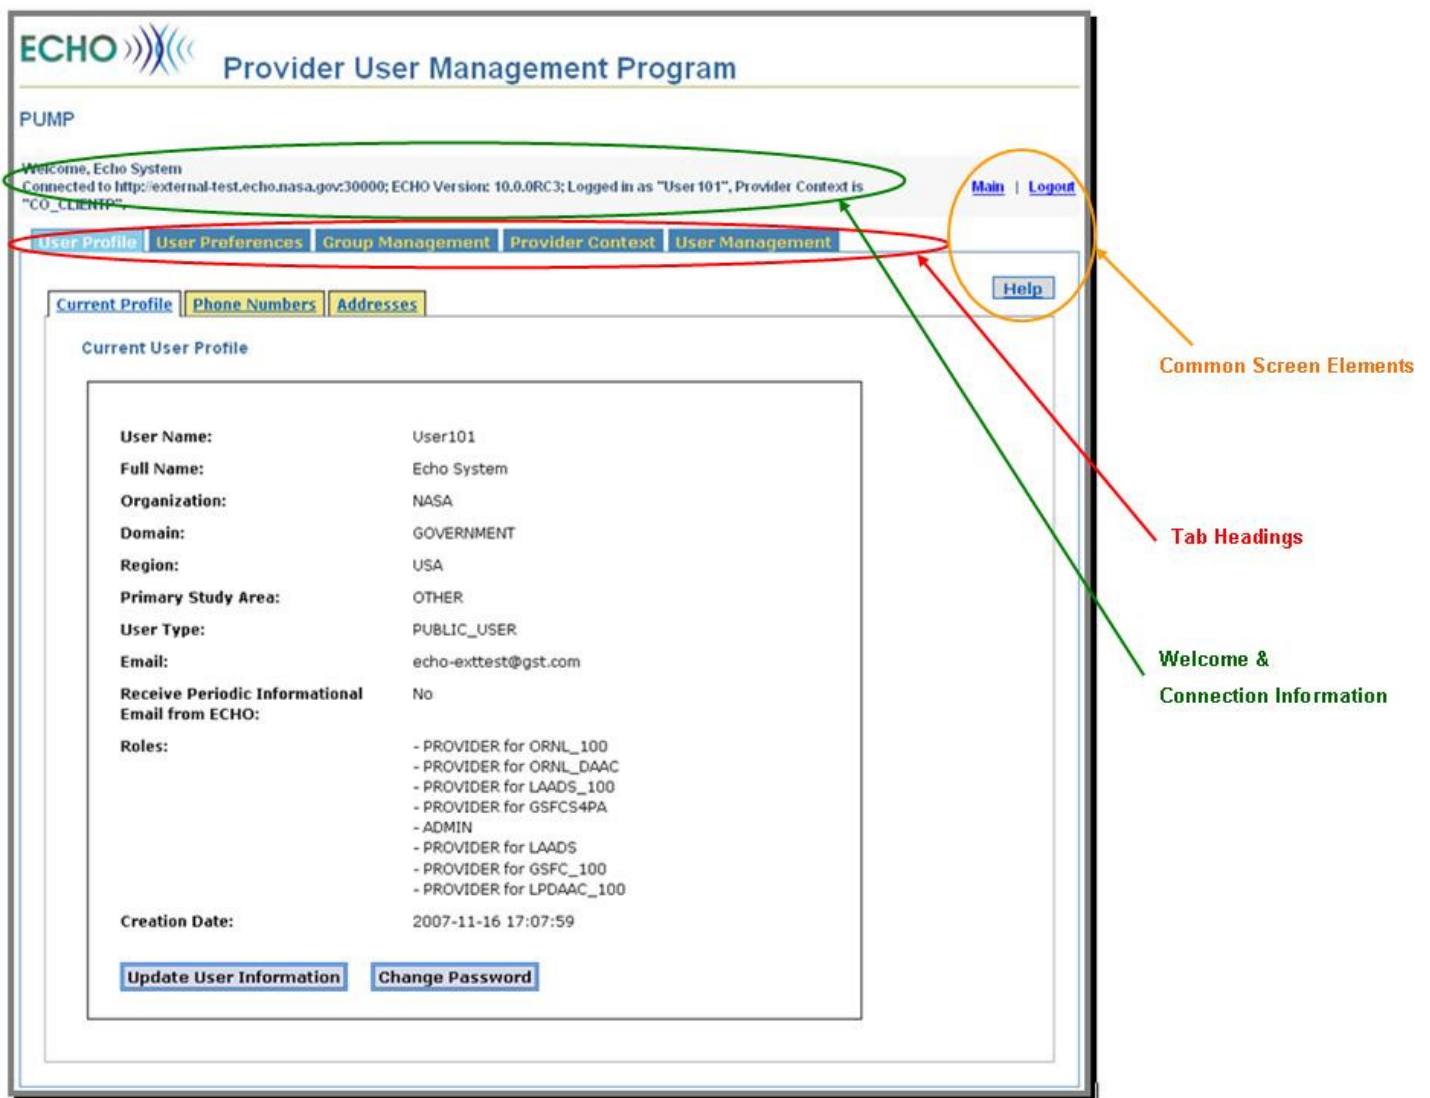 ECHO
Provider User Management Program
PUMP
Welcome, Echo System
Connected to http://external-test.echo.nasa.gov:30000; ECHO Version: 10.0.0RC3; Logged in as "User101", Provider Context is
"CO_CLIENTP",
Main | Logout
User Profile User Preferences Group Management Provider Context User Management
Help
Current Profile Phone Numbers Addresses
Current User Profile
Common Screen Elements
User Name: User101
Full Name: Echo System
Organization: NASA
Domain: GOVERNMENT
Tab Headings
Region: USA
Primary Study Area: OTHER
User Type: PUBLIC_USER
Email: echo-exttest@gst.com
Welcome &
Connection Information
Receive Periodic Informational No
Email from ECHO:
Roles: - PROVIDER for ORNL_100
- PROVIDER for ORNL_DAAC
- PROVIDER for LAADS_100
- PROVIDER for GSFCS4PA
- ADMIN
- PROVIDER for LAADS
- PROVIDER for GSFC_100
- PROVIDER for LPDAAC_100
Creation Date: 2007-11-16 17:07:59
Update User Information Change Password